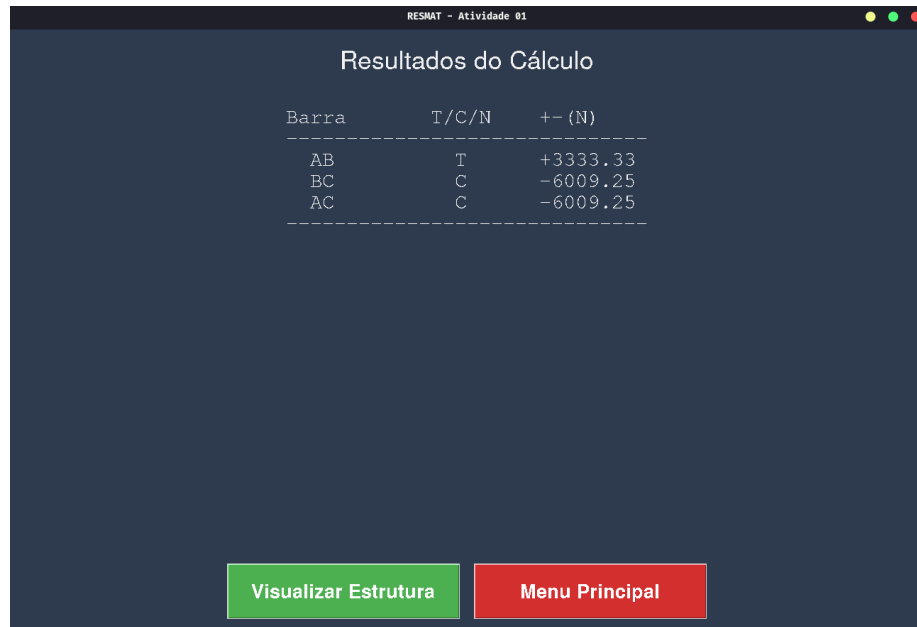 RESMAT - Atividade 01
Resultados do Cálculo
Barra T/C/N +-(N)
------------------------------
AB T +3333.33
BC C -6009.25
AC C -6009.25
------------------------------
Visualizar Estrutura Menu Principal